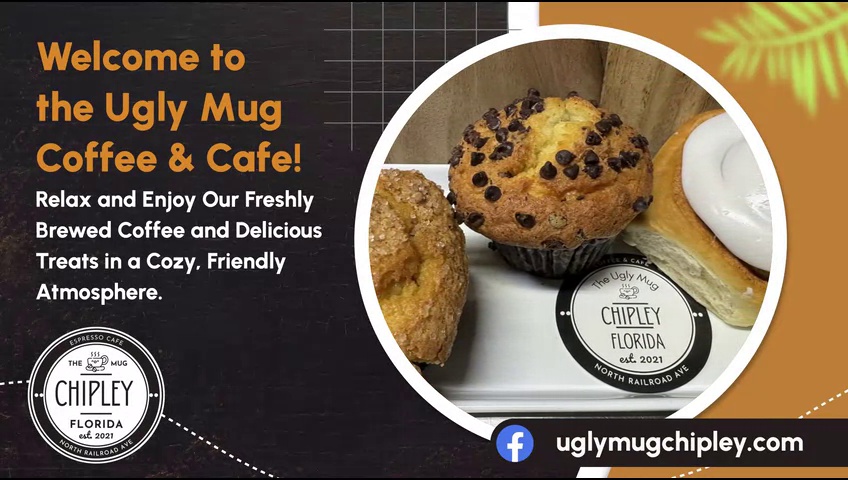 Welcome to
the Ugly Mug
Coffee & Cafe!
Relax and Enjoy Our Freshly
Brewed Coffee and Delicious
Treats in a Cozy, Friendly
Atmosphere.
ESPRESSO CAFE
THE MUG
CHIPLEY
FLORIDA
est. 2021
NORTH RAILROAD AVE
& CAFE
The Ugly Mug
CHIPLEY
FLORIDA
est. 2021
NORTH RAILROAD AVE
uglymugchipley.com